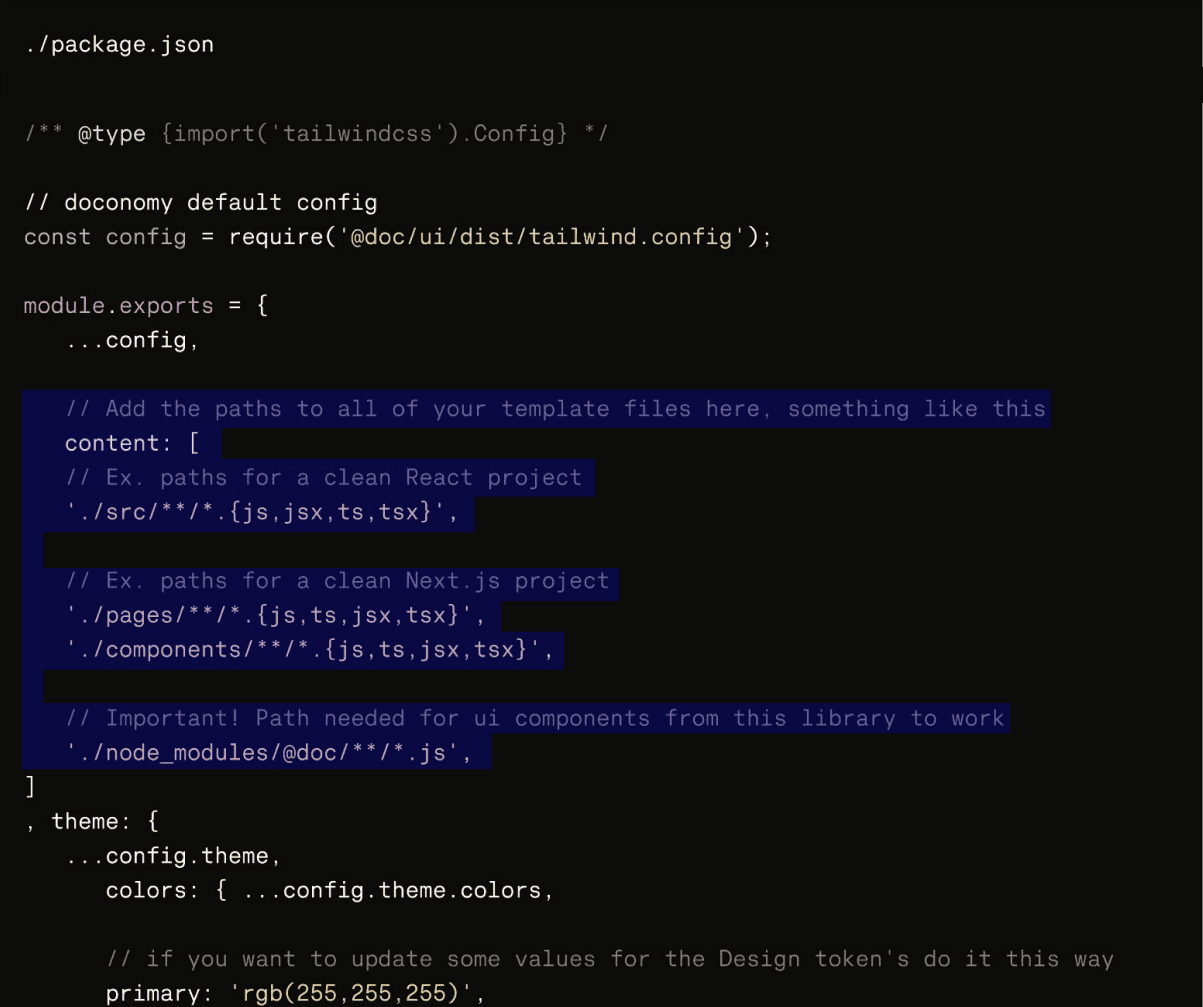 ./package.json
/** @type {import('tailwindcss').Config} */
// doconomy default config
const config = require('@doc/ui/dist/tailwind.config');
module.exports = {
...config,
// Add the paths to all of your template files here, something like this
content: [
// Ex. paths for a clean React project
'./src/**/*.{js,jsx,ts,tsx}',
// Ex. paths for a clean Next.js project
'./pages/**/*.{js,ts,jsx,tsx}',
'./components/**/*.{js,ts,jsx,tsx}',
// Important! Path needed for ui components from this library to work
'./node_modules/@doc/**/*.js',
]
, theme: {
...config.theme,
colors: { ...config.theme.colors,
// if you want to update some values for the Design token's do it this way
primary: 'rgb(255,255,255)',